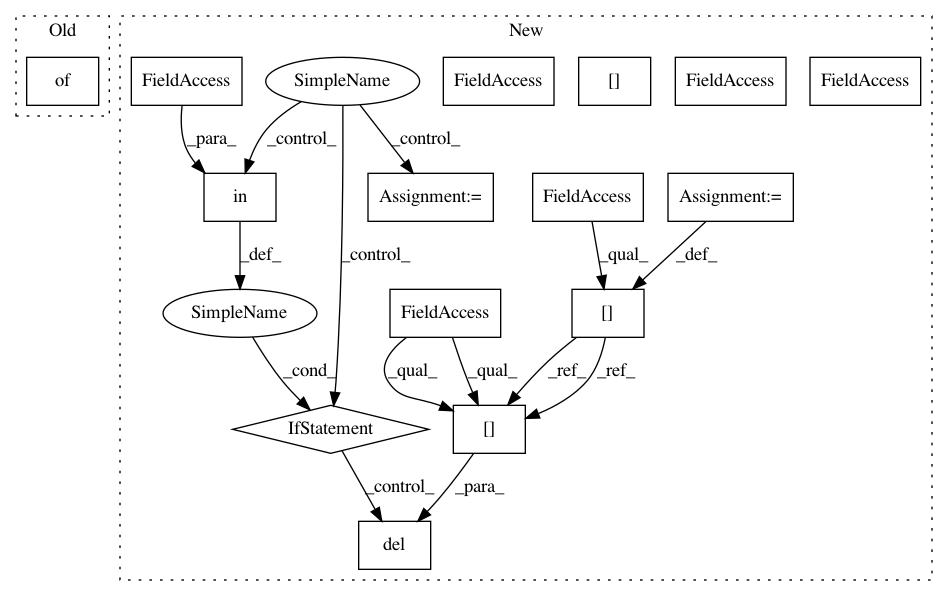 Old
New
of
FieldAccess
SimpleName
FieldAccess
[]
FieldAccess
FieldAccess
_para_
_control_
_control_
in
Assignment:=
FieldAccess
Assignment:=
_def_
_control_
_qual_
_def_
SimpleName
FieldAccess
[]
_cond_
_qual_
_qual_
_ref_
_ref_
IfStatement
[]
_control_
_para_
del